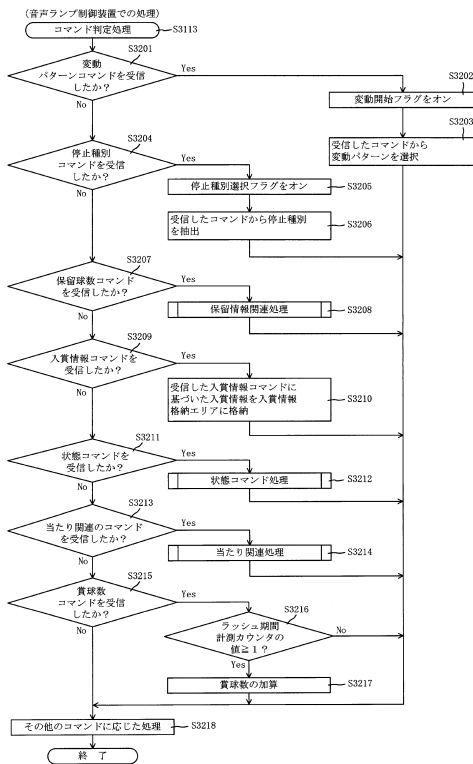 (音声ランプ制御装置での処理)
コマンド判定処理
S3113
S3201
変動
パターンコマンドを受信
したか?
Yes
No
S3202
変動開始フラグをオン
S3203
受信したコマンドから
変動パターンを選択
S3204
停止種別
コマンドを受信
したか?
Yes
No
停止種別選択フラグをオン
S3205
受信したコマンドから停止種別
を抽出
S3206
S3207
保留球数コマンド
を受信したか?
Yes
No
保留情報関連処理
S3208
S3209
入賞情報コマンドを
受信したか?
Yes
No
受信した入賞情報コマンドに
基づいた入賞情報を入賞情報
格納エリアに格納
S3210
S3211
状態コマンドを
受信したか?
Yes
No
状態コマンド処理
S3212
S3213
当たり関連のコマンド
を受信したか?
Yes
No
当たり関連処理
S3214
S3215
賞球数
コマンドを受信
したか?
Yes
No
S3216
ラッシュ期間
計測カウンタの
値≧1?
No
Yes
賞球数の加算
S3217
その他のコマンドに応じた処理
S3218
終了